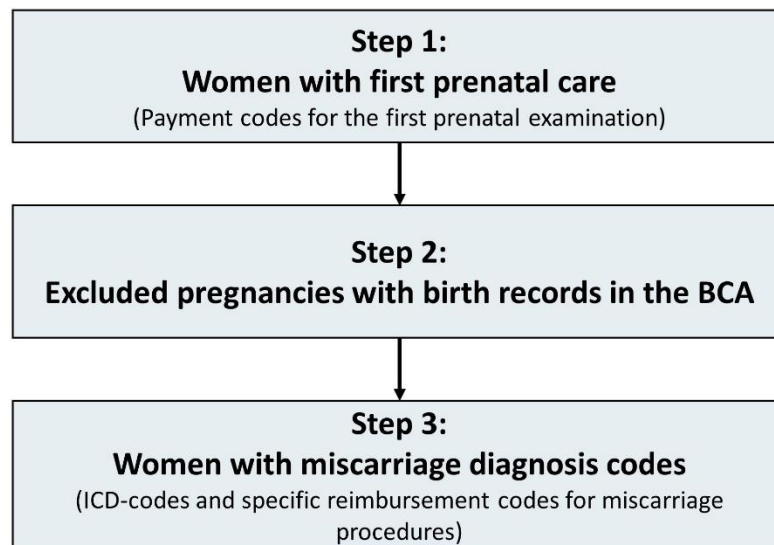 Step 1:
Women with first prenatal care
(Payment codes for the first prenatal examination)
Step 2:
Excluded pregnancies with birth records in the BCA
Step 3:
Women with miscarriage diagnosis codes
(ICD-codes and specific reimbursement codes for miscarriage
procedures)